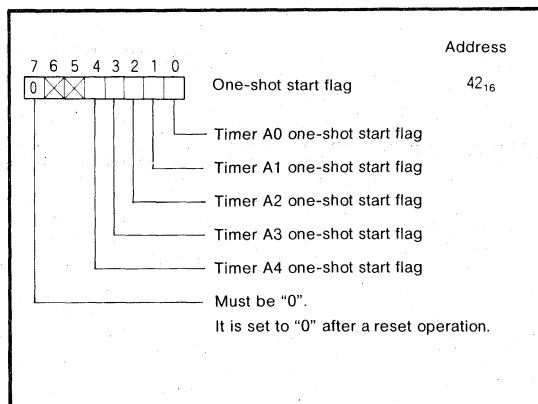 Address
7 6 5 4 3 2 1 0
0 One-shot start flag 42₁₆
Timer A0 one-shot start flag
Timer A1 one-shot start flag
Timer A2 one-shot start flag
Timer A3 one-shot start flag
Timer A4 one-shot start flag
Must be “0”.
It is set to “0” after a reset operation.